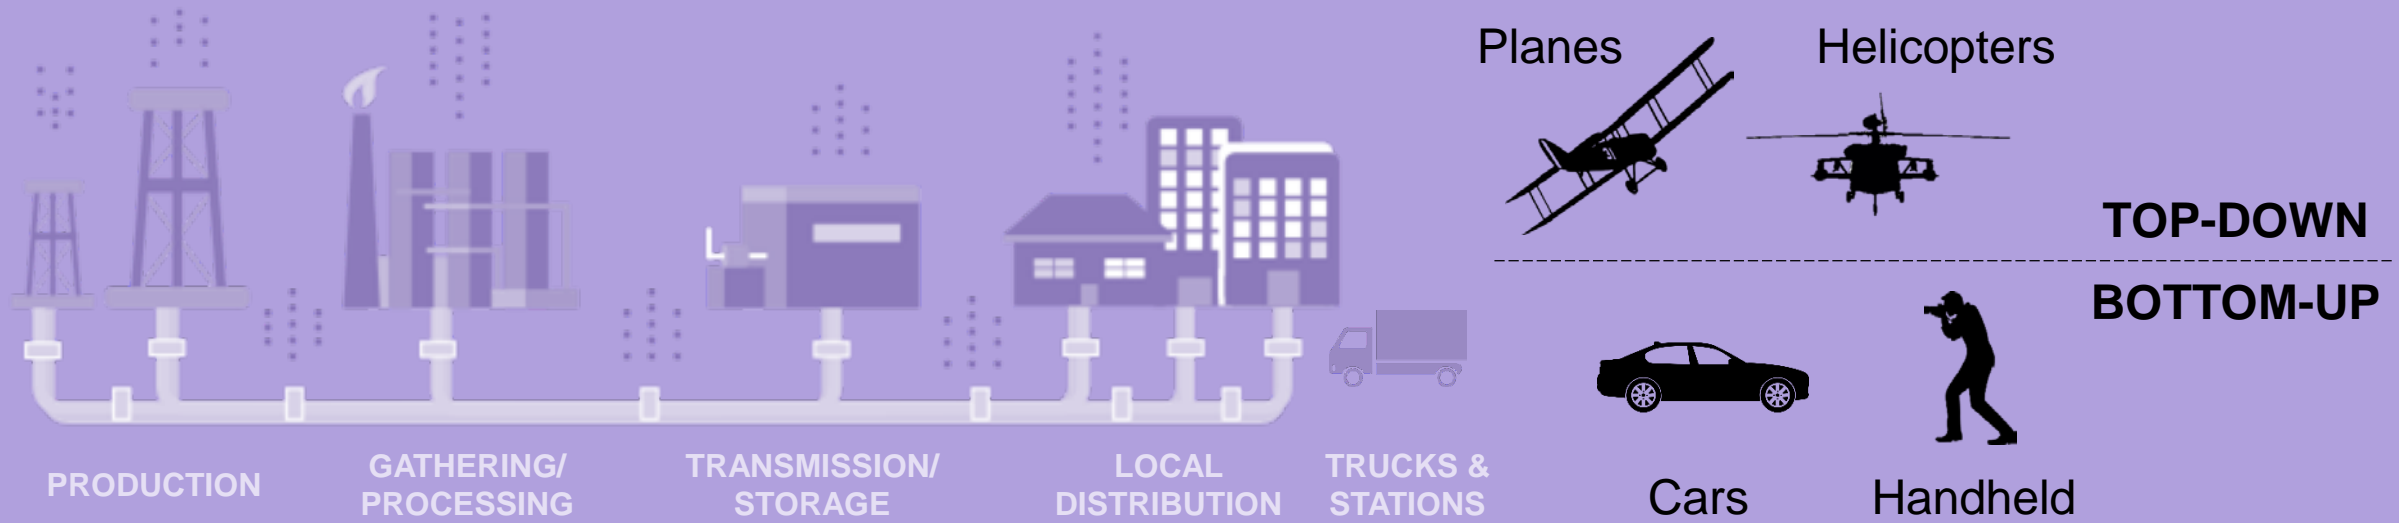 Planes
Helicopters
TOP-DOWN
BOTTOM-UP
PRODUCTION
GATHERING/
PROCESSING
TRANSMISSION/
STORAGE
LOCAL
DISTRIBUTION
TRUCKS &
STATIONS
Cars
Handheld